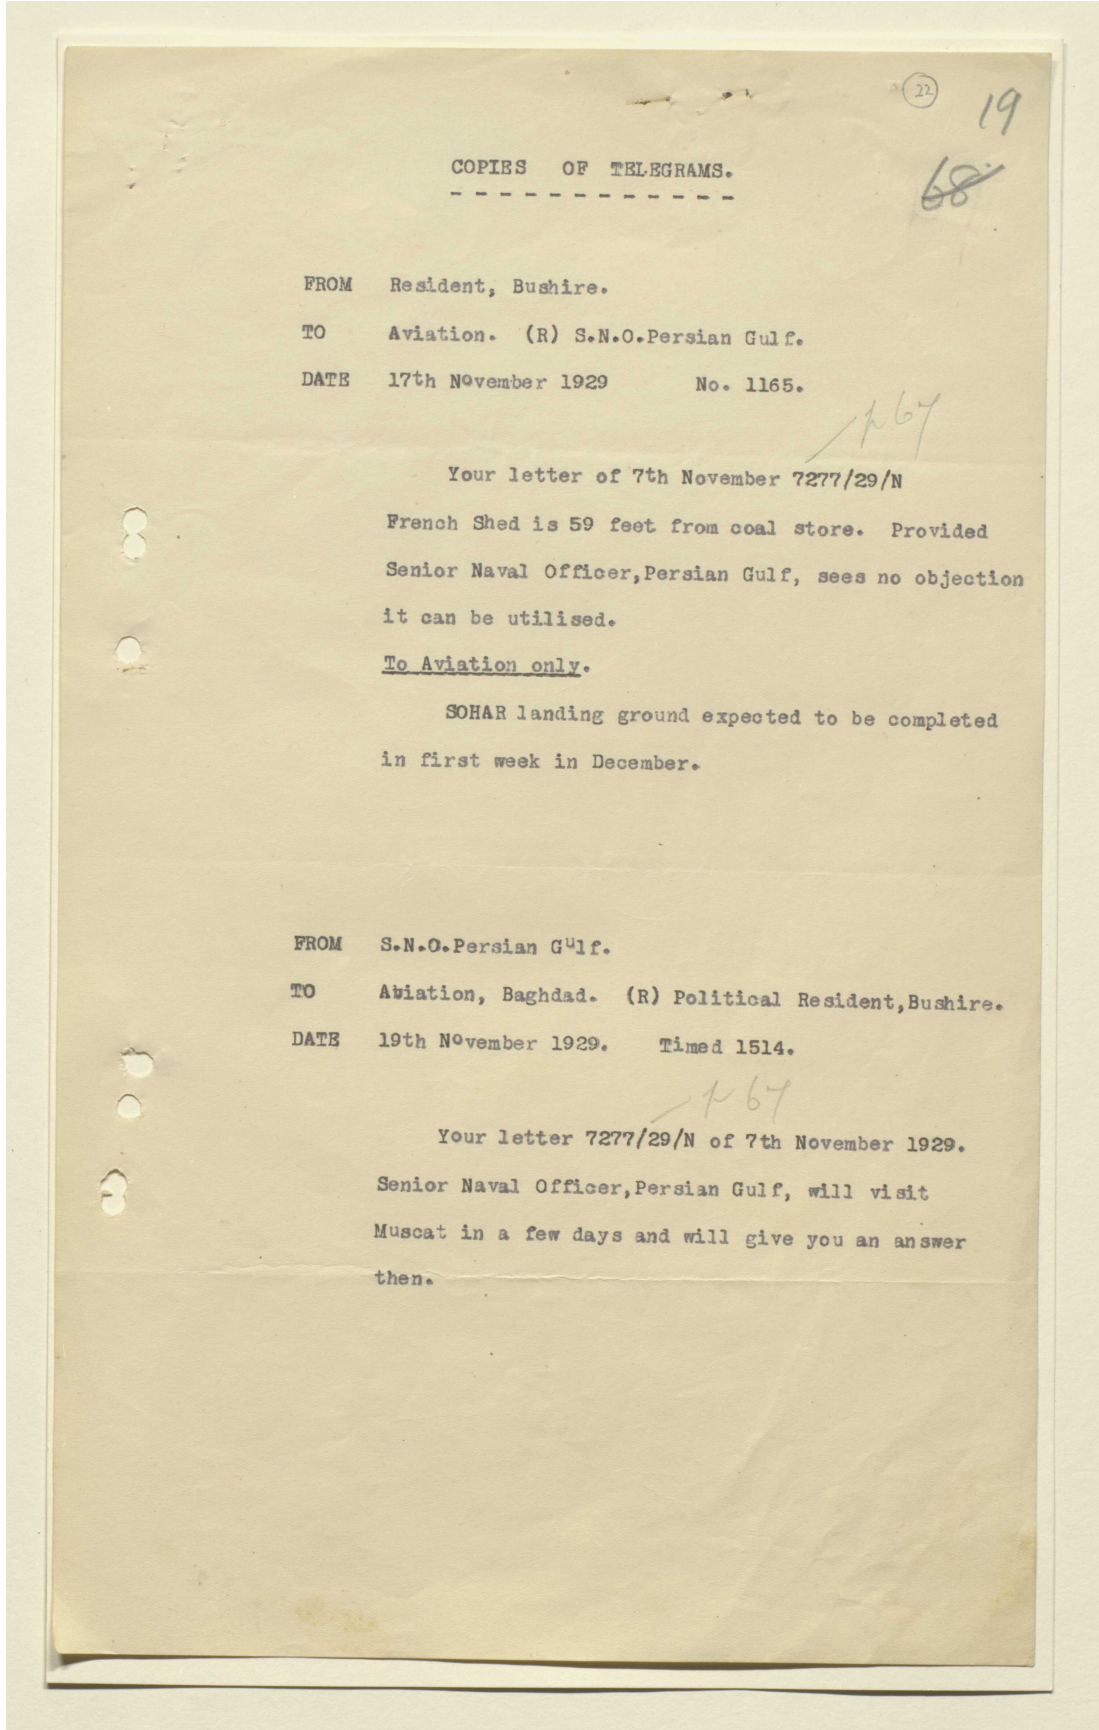 22
19
68
COPIES OF TELEGRAMS.
- - - - - - - - - - - -
FROM Resident, Bushire.
TO Aviation. (R) S.N.O.Persian Gulf.
DATE 17th November 1929 No. 1165.
p 67
Your letter of 7th November 7277/29/N
French Shed is 59 feet from coal store. Provided
Senior Naval Officer,Persian Gulf, sees no objection
it can be utilised.
To Aviation only.
SOHAR landing ground expected to be completed
in first week in December.
FROM S.N.O.Persian Gulf.
TO Aviation, Baghdad. (R) Political Resident,Bushire.
DATE 19th November 1929. Timed 1514.
p 67
Your letter 7277/29/N of 7th November 1929.
Senior Naval Officer,Persian Gulf, will visit
Muscat in a few days and will give you an answer
then.